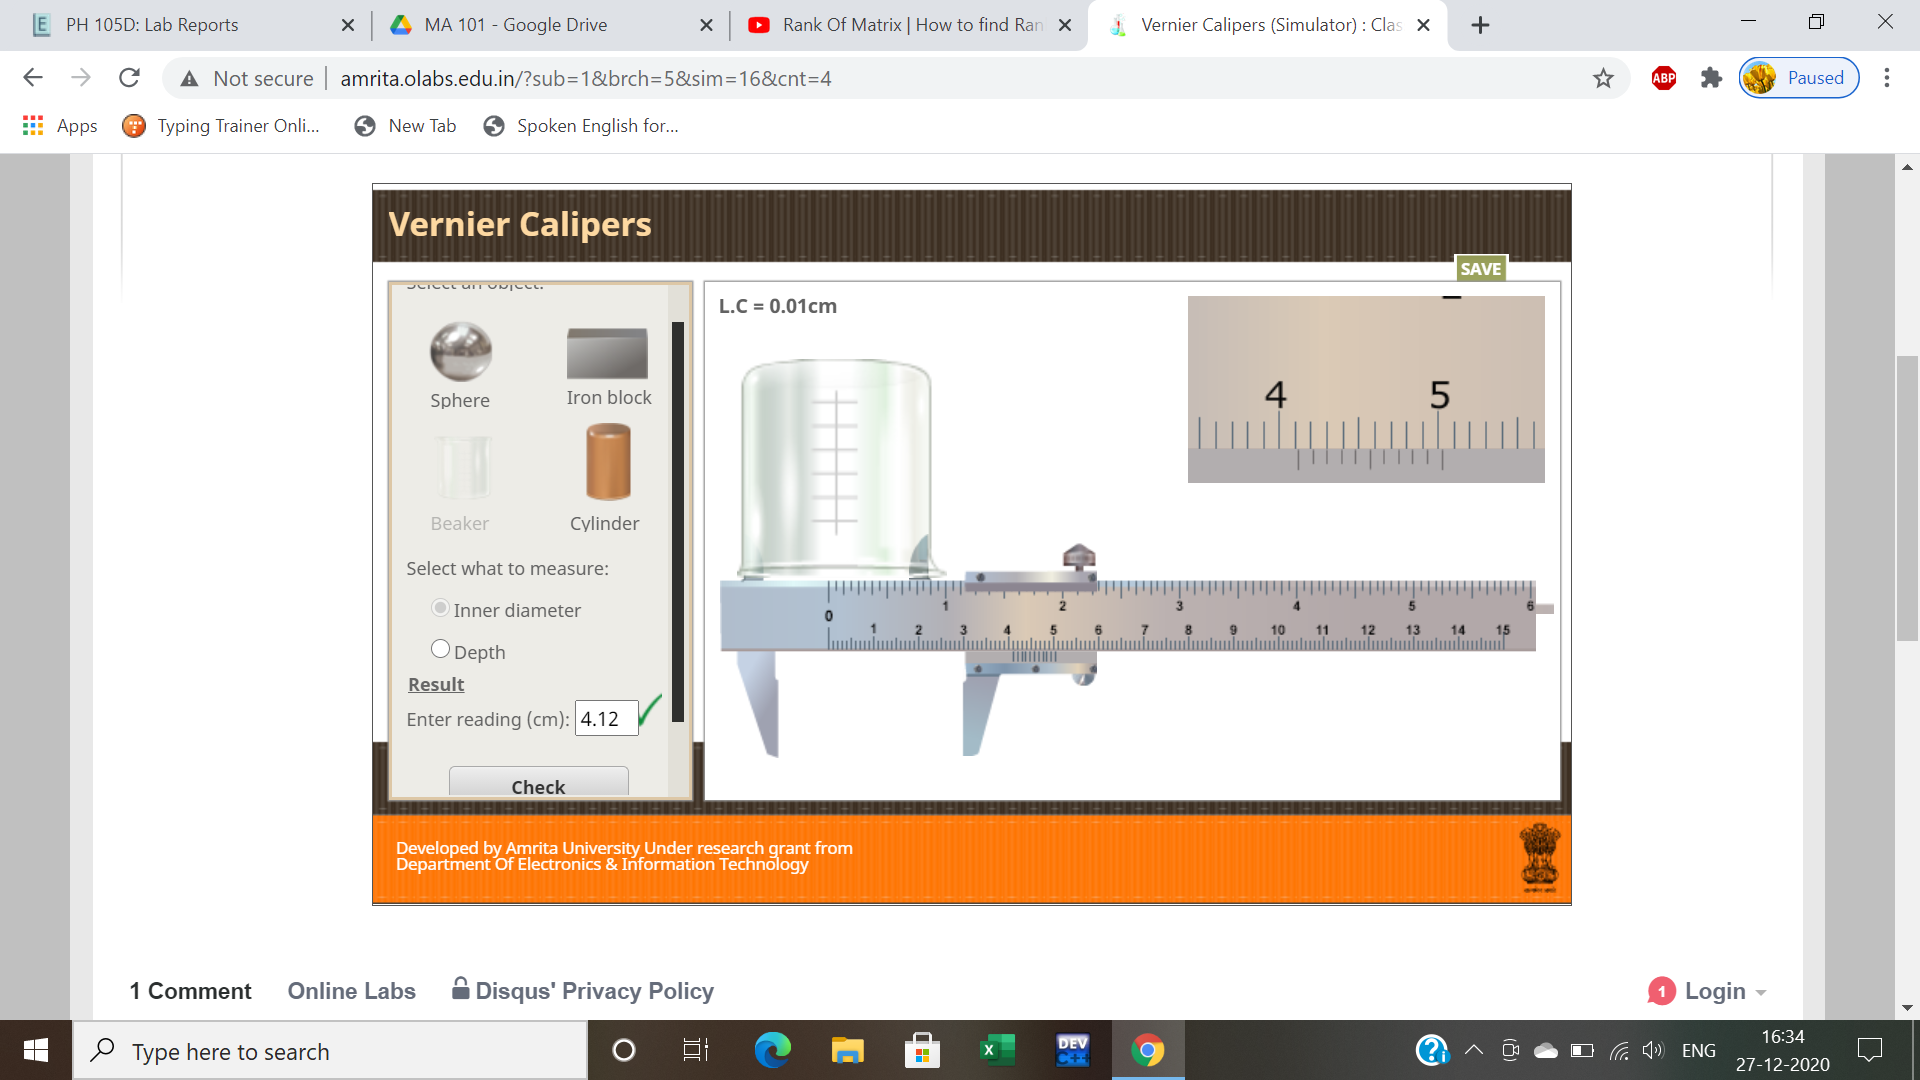 PH 105D: Lab Reports
MA 101 - Google Drive
Rank Of Matrix | How to find Ran
Vernier Calipers (Simulator) : Clas
Not secure
amrita.olabs.edu.in/?sub=1&brch=5&sim=16&cnt=4
ABP
Paused
Apps
Typing Trainer Onli...
New Tab
Spoken English for...
Vernier Calipers
SAVE
Select an object:
Sphere
Iron block
Beaker
Cylinder
Select what to measure:
Inner diameter
Depth
Result
Enter reading (cm): 4.12
Check
L.C = 0.01cm
4 5
0 1 2 3 4 5 6
1 2 3 4 5 6 7 8 9 10 11 12 13 14 15
Developed by Amrita University Under research grant from
Department Of Electronics & Information Technology
1 Comment
Online Labs
Disqus' Privacy Policy
1
Login
Type here to search
DEV
C++
ENG
16:34
27-12-2020